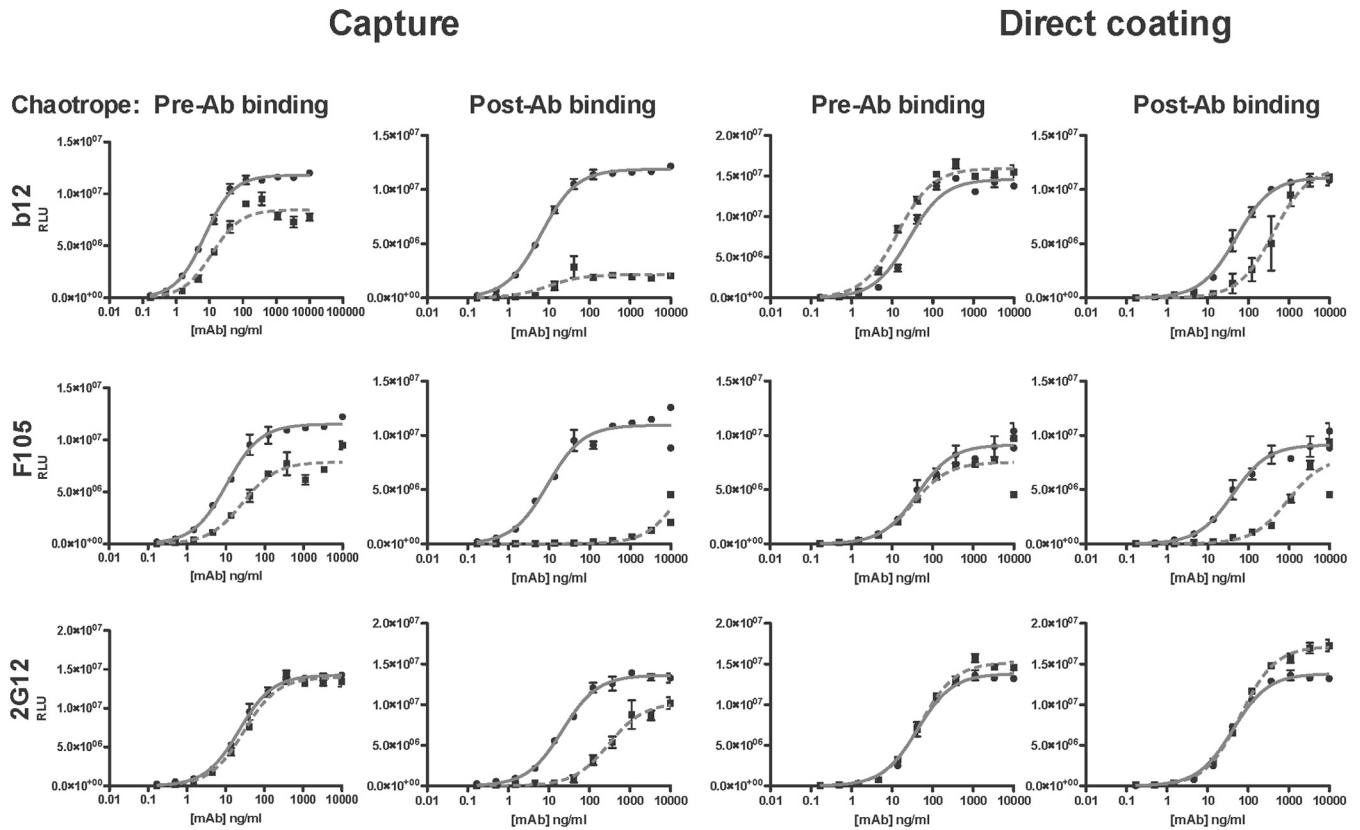 Capture Direct coating
Chaotrope: Pre-Ab binding Post-Ab binding Pre-Ab binding Post-Ab binding
b12
RLU
1.5×10⁰⁷
1.0×10⁰⁷
5.0×10⁰⁶
0.0×10⁺⁰⁰
0.01 0.1 1 10 100 1000 10000 100000
[mAb] ng/ml
1.5×10⁰⁷
1.0×10⁰⁷
5.0×10⁰⁶
0.0×10⁺⁰⁰
0.01 0.1 1 10 100 1000 10000
[mAb] ng/ml
2.0×10⁰⁷
1.5×10⁰⁷
1.0×10⁰⁷
5.0×10⁰⁶
0.0×10⁺⁰⁰
0.01 0.1 1 10 100 1000 10000
[mAb] ng/ml
1.5×10⁰⁷
1.0×10⁰⁷
5.0×10⁰⁶
0.0×10⁺⁰⁰
0.01 0.1 1 10 100 1000 10000
[mAb] ng/ml
F105
RLU
1.5×10⁰⁷
1.0×10⁰⁷
5.0×10⁰⁶
0.0×10⁺⁰⁰
0.01 0.1 1 10 100 1000 10000
[mAb] ng/ml
1.5×10⁰⁷
1.0×10⁰⁷
5.0×10⁰⁶
0.0×10⁺⁰⁰
0.01 0.1 1 10 100 1000 10000
[mAb] ng/ml
1.5×10⁰⁷
1.0×10⁰⁷
5.0×10⁰⁶
0.0×10⁺⁰⁰
0.01 0.1 1 10 100 1000 10000
[mAb] ng/ml
1.5×10⁰⁷
1.0×10⁰⁷
5.0×10⁰⁶
0.0×10⁺⁰⁰
0.01 0.1 1 10 100 1000 10000
[mAb] ng/ml
2G12
RLU
2.0×10⁰⁷
1.5×10⁰⁷
1.0×10⁰⁷
5.0×10⁰⁶
0.0×10⁺⁰⁰
0.01 0.1 1 10 100 1000 10000
[mAb] ng/ml
2.0×10⁰⁷
1.5×10⁰⁷
1.0×10⁰⁷
5.0×10⁰⁶
0.0×10⁺⁰⁰
0.01 0.1 1 10 100 1000 10000
[mAb] ng/ml
2.0×10⁰⁷
1.5×10⁰⁷
1.0×10⁰⁷
5.0×10⁰⁶
0.0×10⁺⁰⁰
0.01 0.1 1 10 100 1000 10000
[mAb] ng/ml
2.0×10⁰⁷
1.5×10⁰⁷
1.0×10⁰⁷
5.0×10⁰⁶
0.0×10⁺⁰⁰
0.01 0.1 1 10 100 1000 10000
[mAb] ng/ml